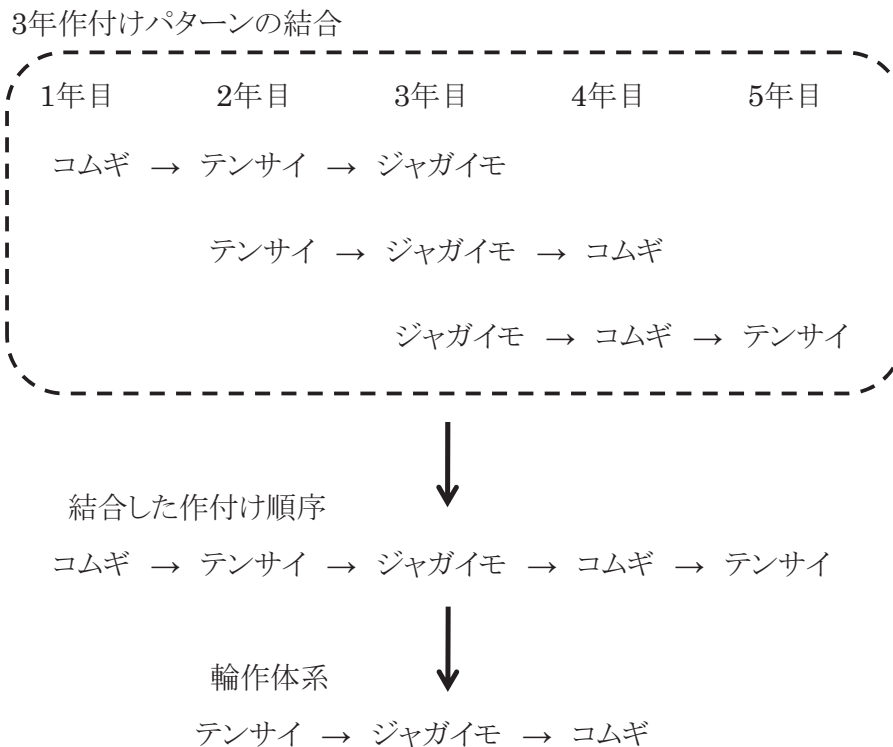 3年作付けパターンの結合
1年目 2年目 3年目 4年目 5年目
コムギ → テンサイ → ジャガイモ
テンサイ → ジャガイモ → コムギ
ジャガイモ → コムギ → テンサイ
結合した作付け順序
コムギ → テンサイ → ジャガイモ → コムギ → テンサイ
輪作体系
テンサイ → ジャガイモ → コムギ